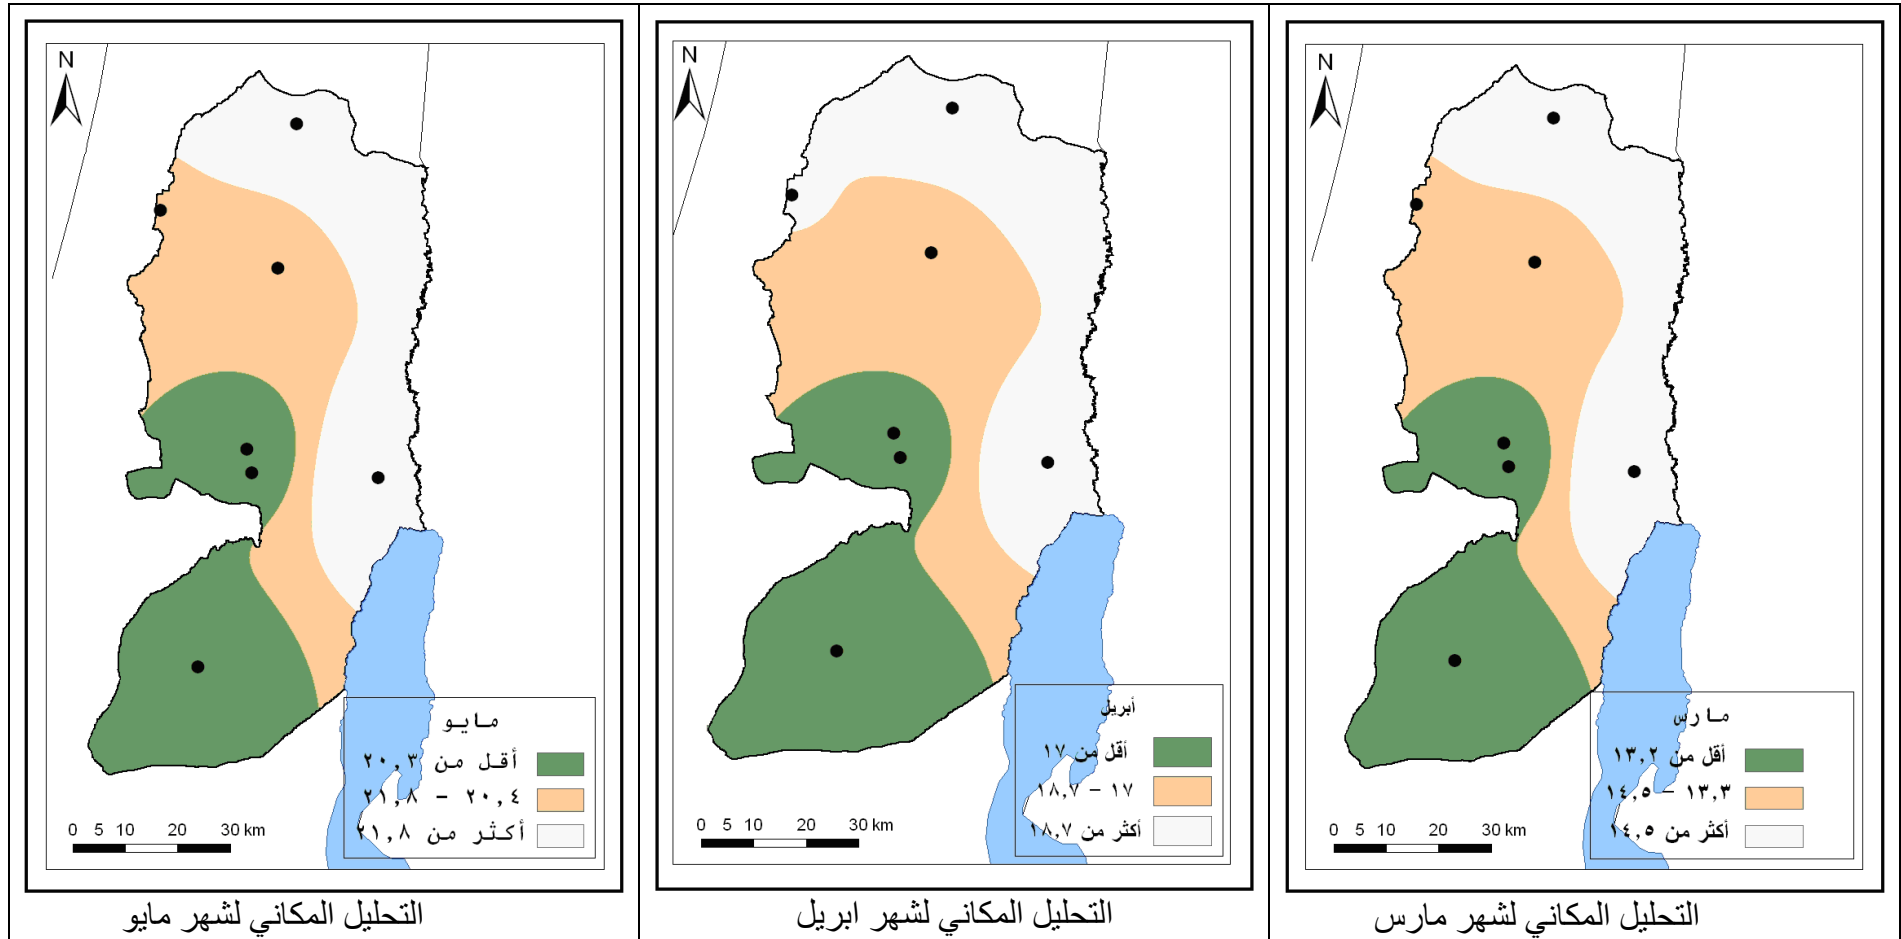 N
مارس
أقل من ١٣,٢
١٣,٣ – ١٤,٥
أكثر من ١٤,٥
0 5 10 20 30 km
التحليل المكاني لشهر مارس
N
أبريل
أقل من ١٧
١٧ – ١٨,٧
أكثر من ١٨,٧
0 5 10 20 30 km
التحليل المكاني لشهر ابريل
N
مايو
أقل من ٢٠,٣
٢٠,٤ – ٢١,٨
أكثر من ٢١,٨
0 5 10 20 30 km
التحليل المكاني لشهر مايو